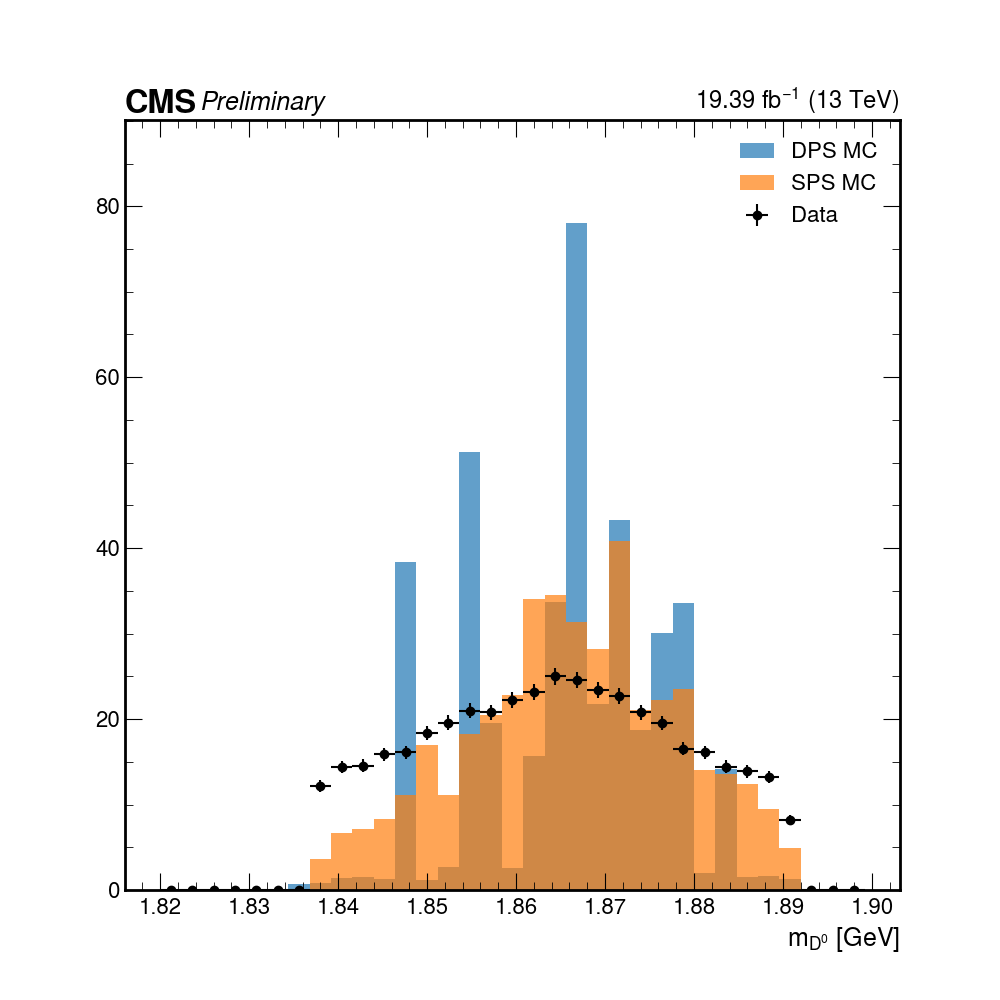 CMS Preliminary
19.39 fb⁻¹ (13 TeV)
DPS MC
SPS MC
Data
80
60
40
20
0
1.82 1.83 1.84 1.85 1.86 1.87 1.88 1.89 1.90
m_D⁰ [GeV]